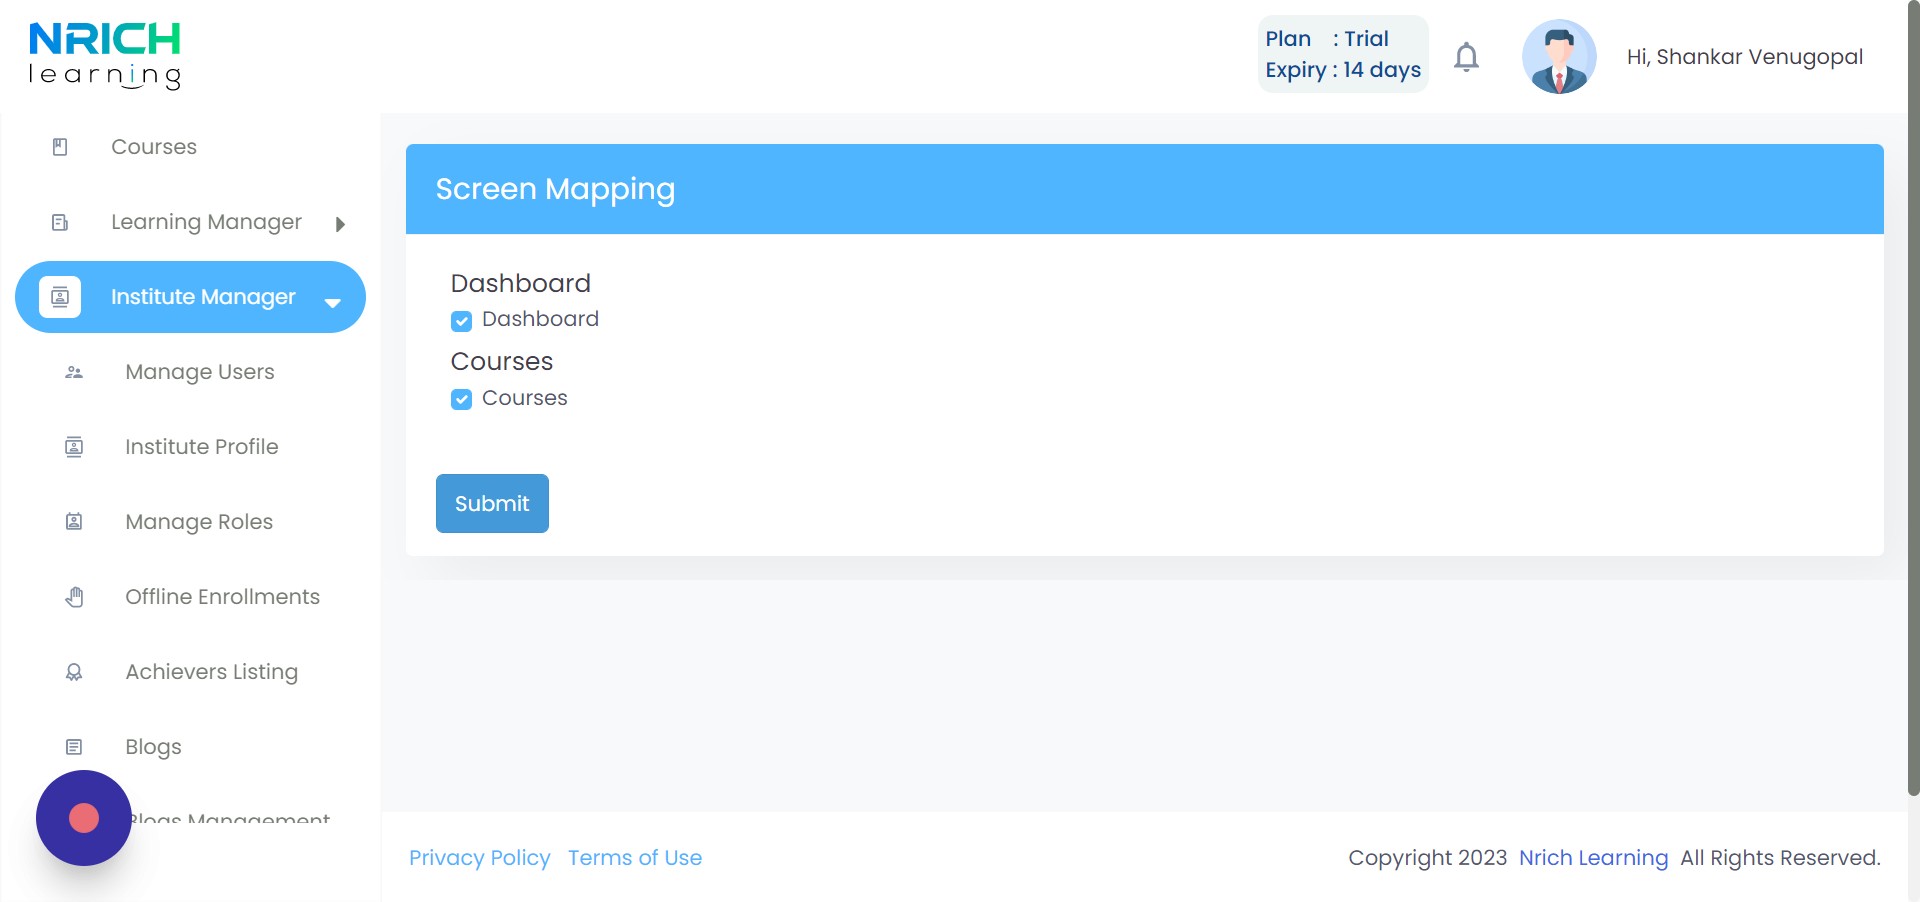 NRICH
learning
Plan : Trial
Expiry : 14 days
Hi, Shankar Venugopal
Courses
Learning Manager
Institute Manager
Manage Users
Institute Profile
Manage Roles
Offline Enrollments
Achievers Listing
Blogs
Blogs Management
Screen Mapping
Dashboard
Dashboard
Courses
Courses
Submit
Privacy Policy Terms of Use
Copyright 2023 Nrich Learning All Rights Reserved.